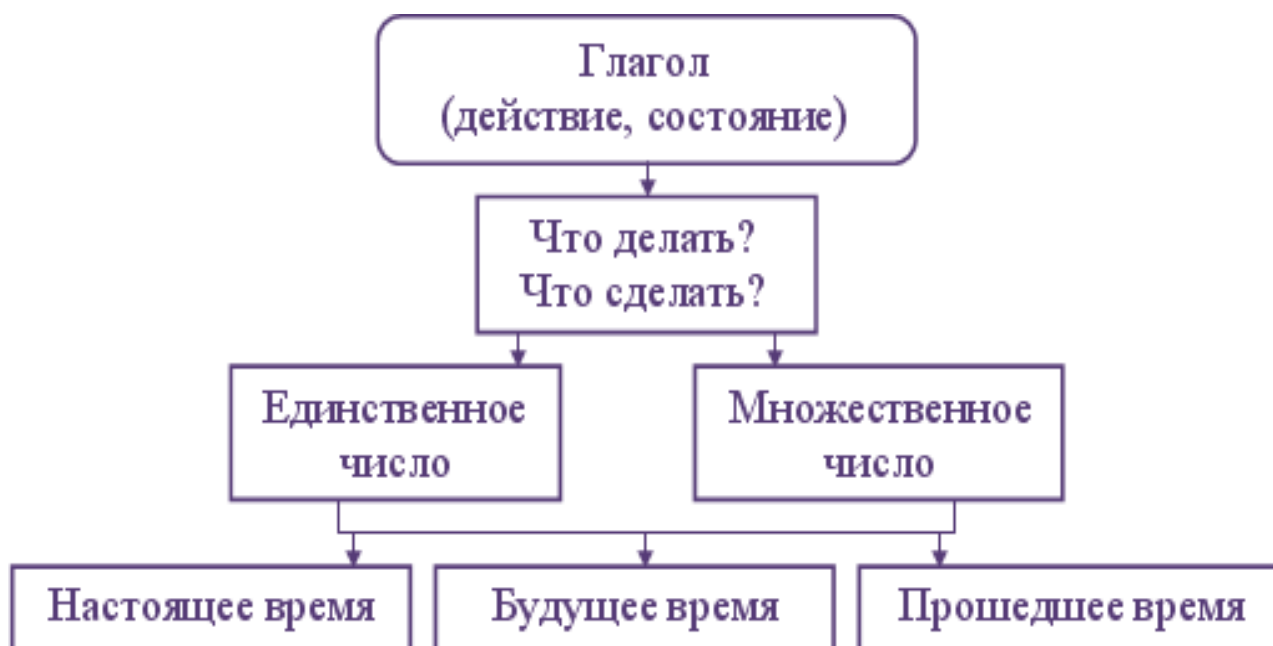 Глагол
(действие, состояние)
Что делать?
Что сделать?
Единственное
число
Множественное
число
Настоящее время
Будущее время
Прошедшее время